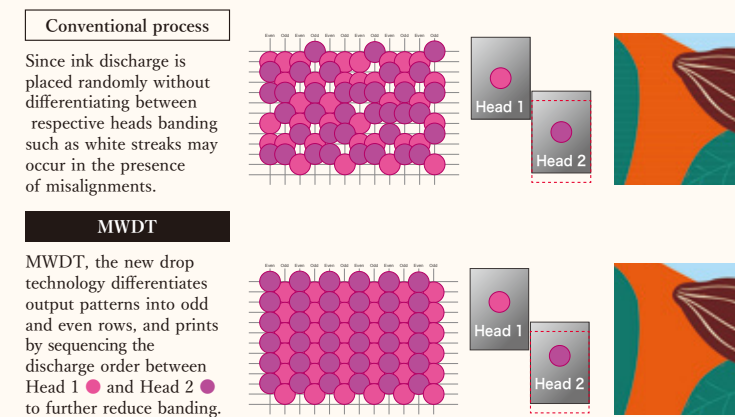 Conventional process
Since ink discharge is
placed randomly without
differentiating between
respective heads banding
such as white streaks may
occur in the presence
of misalignments.
Even Odd Even Odd Even Odd Even Odd Even Odd Even Odd
Head 1
Head 2
MWDT
MWDT, the new drop
technology differentiates
output patterns into odd
and even rows, and prints
by sequencing the
discharge order between
Head 1 and Head 2
to further reduce banding.
Even Odd Even Odd Even Odd Even Odd Even Odd Even Odd
Head 1
Head 2